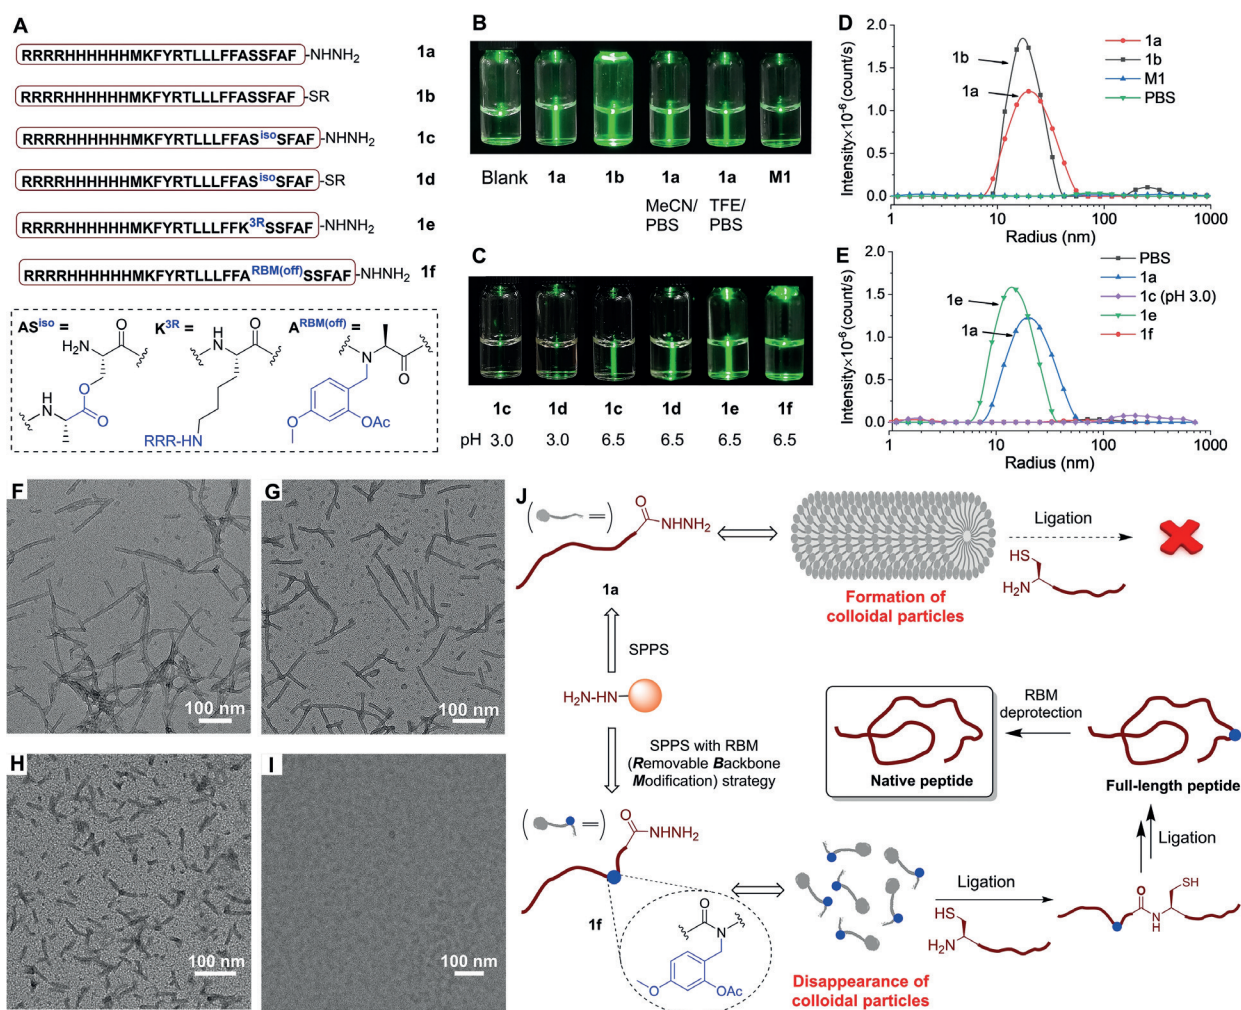 A
RRRRHHHHHHMKFYRTLLLFFASSFAF-NHNH2 1a
RRRRHHHHHHMKFYRTLLLFFASSFAF-SR 1b
RRRRHHHHHHMKFYRTLLLFFASisoSFAF-NHNH2 1c
RRRRHHHHHHMKFYRTLLLFFASisoSFAF-SR 1d
RRRRHHHHHHMKFYRTLLLFFK3RSSFAF-NHNH2 1e
RRRRHHHHHHMKFYRTLLLFFARBM(off)SSFAF-NHNH2 1f
ASiso =
O
H2N
O
H
N
O
K3R =
H
N
O
RRR-HN
ARBM(off) =
N
O
O
OAc
B
Blank 1a 1b 1a 1a M1
MeCN/ TFE/
PBS PBS
C
1c 1d 1c 1d 1e 1f
pH 3.0 3.0 6.5 6.5 6.5 6.5
D
Intensity×10-6 (count/s)
2.0
1.5
1.0
0.5
0.0
1b
1a
1a
1b
M1
PBS
1 10 100 1000
Radius (nm)
E
Intensity×10-6 (count/s)
2.0
1.5
1.0
0.5
0.0
1e
1a
PBS
1a
1c (pH 3.0)
1e
1f
1 10 100 1000
Radius (nm)
F
100 nm
G
100 nm
H
100 nm
I
100 nm
J
( = )
O
NHNH2
1a
Formation of
colloidal particles
Ligation
HS
H2N
SPPS
H2N-HN
SPPS with RBM
(Removable Backbone
Modification) strategy
( = )
O
NHNH2
1f
O
N
O
OAc
Disappearance of
colloidal particles
Ligation
HS
H2N
O
N
H
SH
Ligation
Full-length peptide
RBM
deprotection
Native peptide